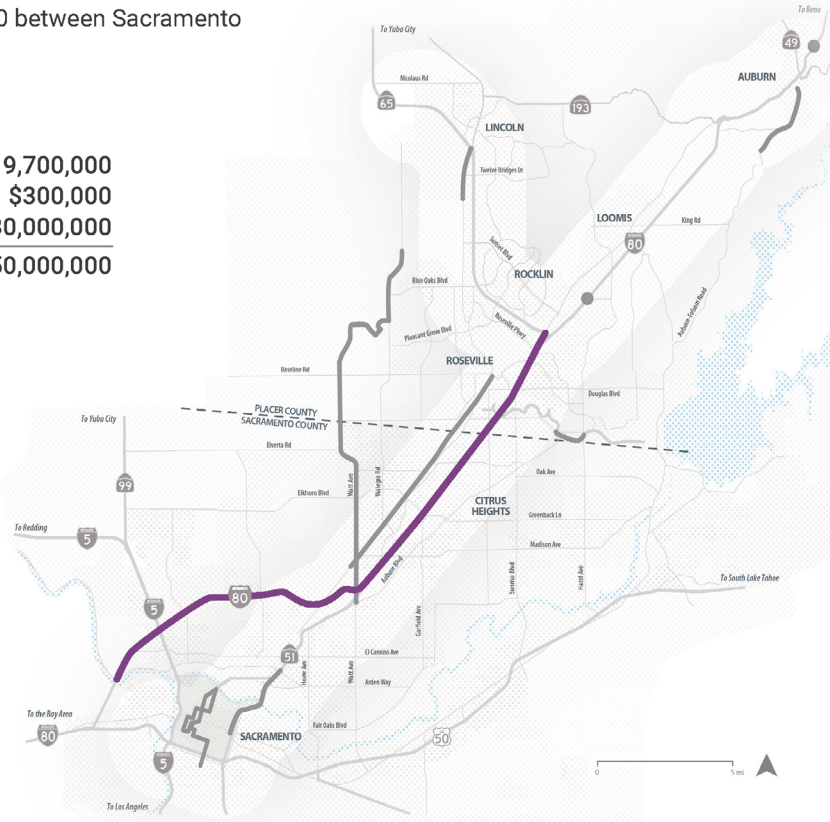 0 between Sacramento
9,700,000
$300,000
0,000,000
0,000,000
To Reno
49
To Yuba City
AUBURN
Nicolaus Rd
65
193
LINCOLN
Twelve Bridges Dr
LOOMIS
King Rd
80
Sunset Blvd
ROCKLIN
Blue Oaks Blvd
Auburn Folsom Road
Roseville Pkwy
Pleasant Grove Blvd
ROSEVILLE
Baseline Rd
Douglas Blvd
PLACER COUNTY
SACRAMENTO COUNTY
To Yuba City
Elverta Rd
Oak Ave
Watt Ave
Walerga Rd
99
Elkhorn Blvd
CITRUS
HEIGHTS
Greenback Ln
To Redding
5
Madison Ave
Auburn Blvd
Sunrise Blvd
Hazel Ave
To South Lake Tahoe
80
5
Garfield Ave
51
El Camino Ave
Howe Ave
Watt Ave
Arden Way
To the Bay Area
Fair Oaks Blvd
80
SACRAMENTO
50
5
0
5 mi
To Los Angeles